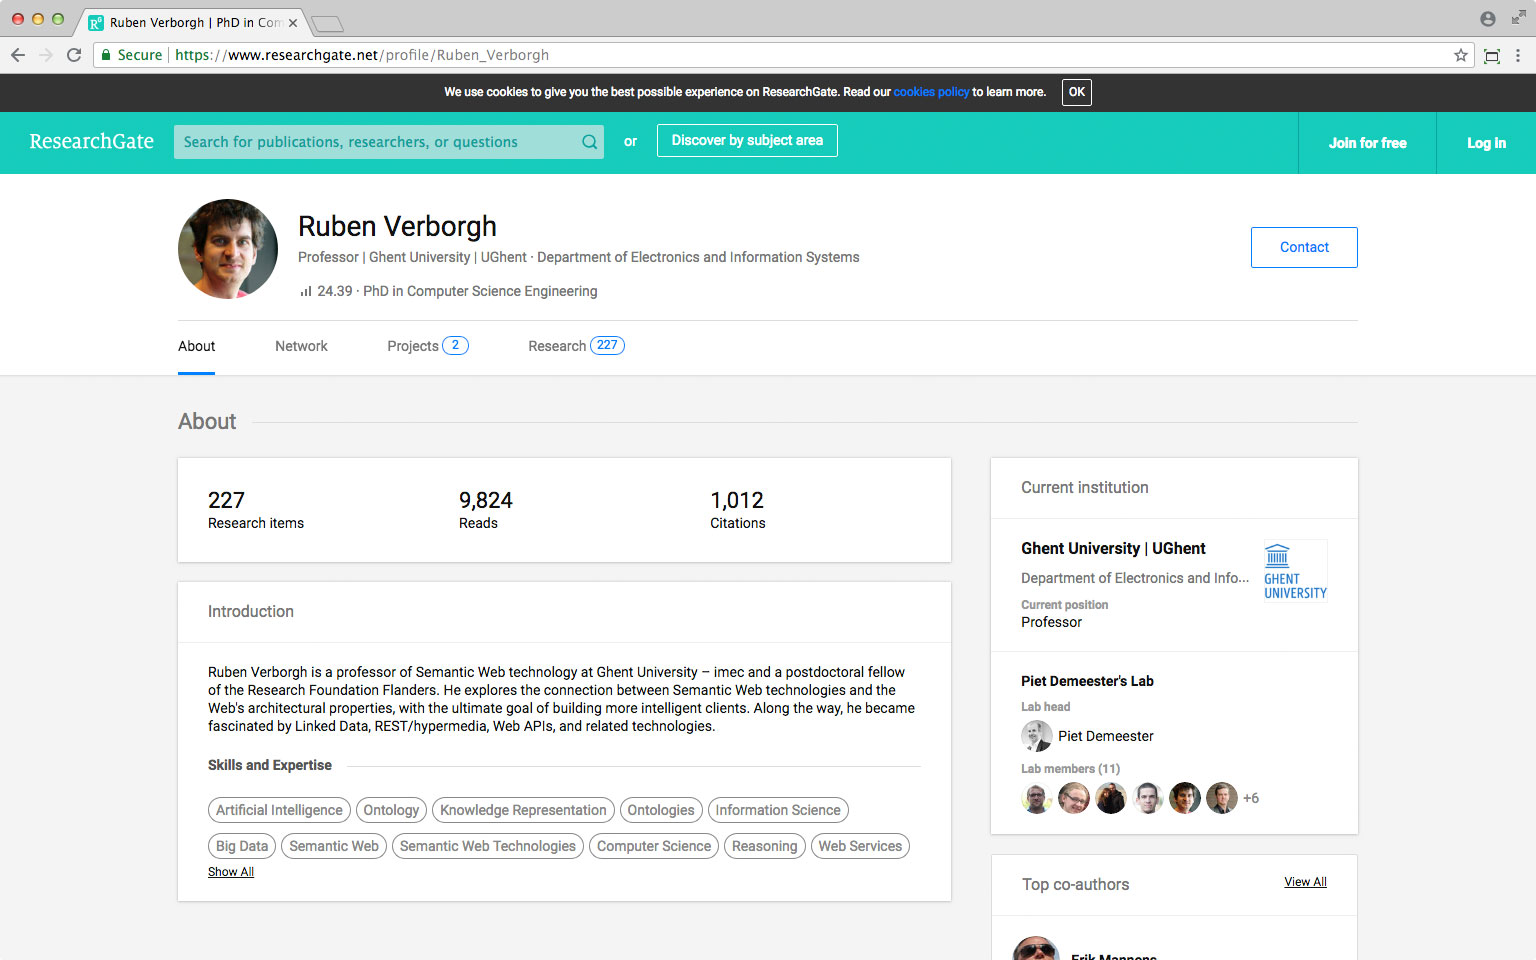 Ruben Verborgh | PhD in Com
Secure https://www.researchgate.net/profile/Ruben_Verborgh
We use cookies to give you the best possible experience on ResearchGate. Read our cookies policy to learn more. OK
ResearchGate Search for publications, researchers, or questions or Discover by subject area Join for free Log In
Ruben Verborgh
Professor | Ghent University | UGhent · Department of Electronics and Information Systems
Contact
24.39 · PhD in Computer Science Engineering
About Network Projects 2 Research 227
About
227 9,824 1,012
Research items Reads Citations
Introduction
Ruben Verborgh is a professor of Semantic Web technology at Ghent University – imec and a postdoctoral fellow
of the Research Foundation Flanders. He explores the connection between Semantic Web technologies and the
Web's architectural properties, with the ultimate goal of building more intelligent clients. Along the way, he became
fascinated by Linked Data, REST/hypermedia, Web APIs, and related technologies.
Skills and Expertise
Artificial Intelligence Ontology Knowledge Representation Ontologies Information Science
Big Data Semantic Web Semantic Web Technologies Computer Science Reasoning Web Services
Show All
Current institution
Ghent University | UGhent
Department of Electronics and Info...
Current position
Professor
GHENT
UNIVERSITY
Piet Demeester's Lab
Lab head
Piet Demeester
Lab members (11)
+6
Top co-authors View All
Erik Mannens